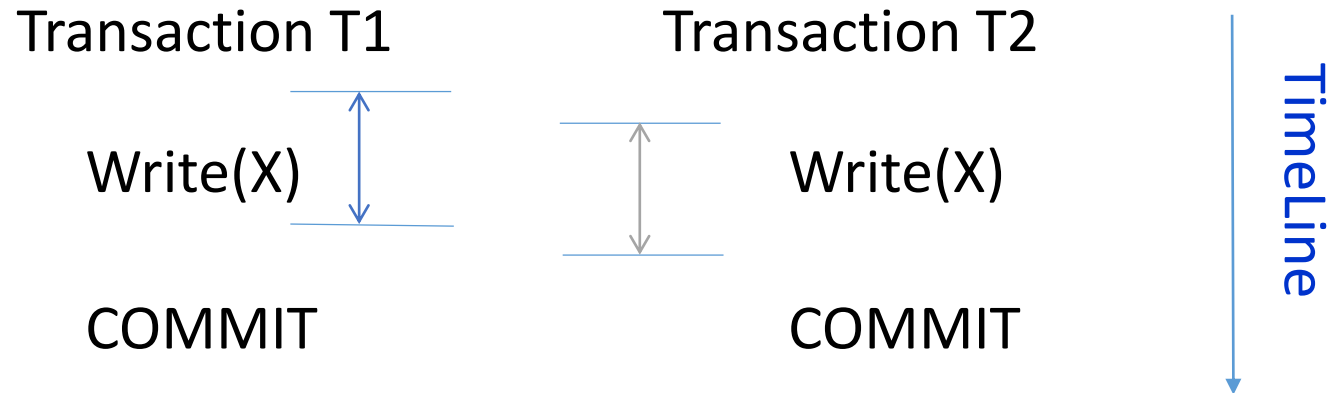 Transaction T1
Transaction T2
Write(X)
Write(X)
COMMIT
COMMIT
TimeLine